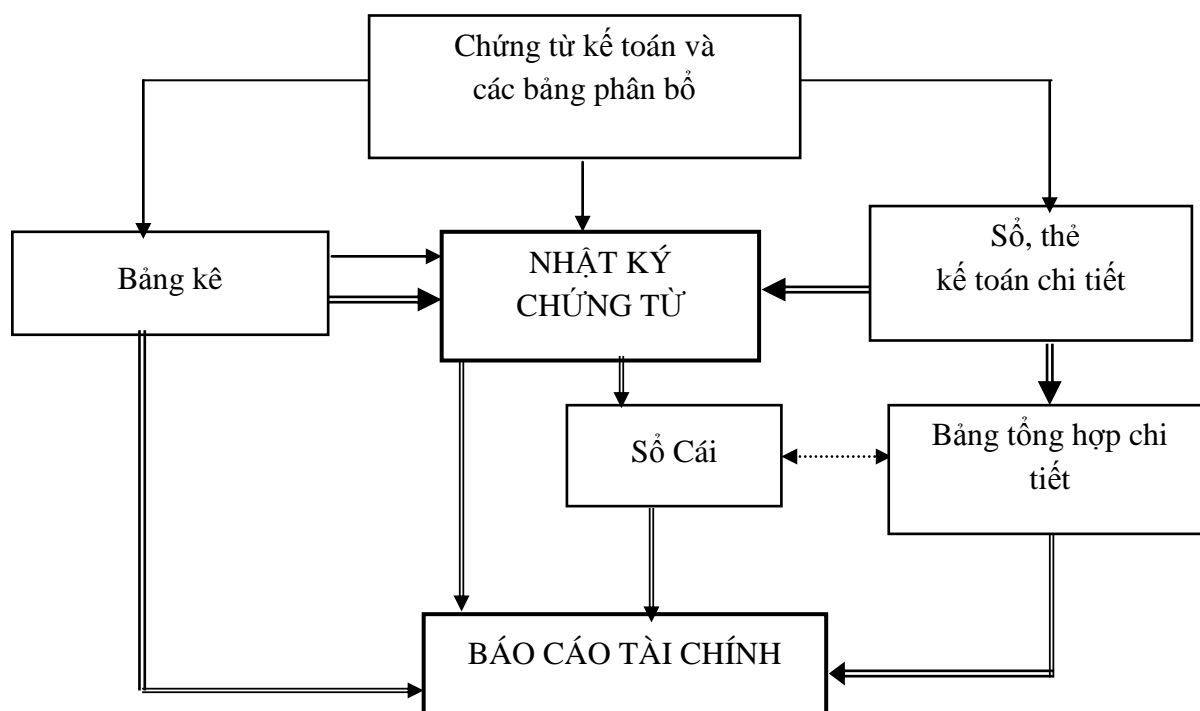 Chứng từ kế toán và
các bảng phân bổ
Bảng kê
NHẬT KÝ
CHỨNG TỪ
Sổ, thẻ
kế toán chi tiết
Sổ Cái
Bảng tổng hợp chi
tiết
BÁO CÁO TÀI CHÍNH